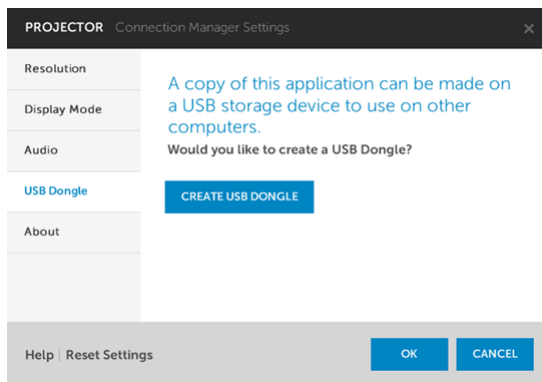 PROJECTOR Connection Manager Settings
Resolution
Display Mode
Audio
USB Dongle
About
A copy of this application can be made on
a USB storage device to use on other
computers.
Would you like to create a USB Dongle?
CREATE USB DONGLE
Help | Reset Settings
OK
CANCEL